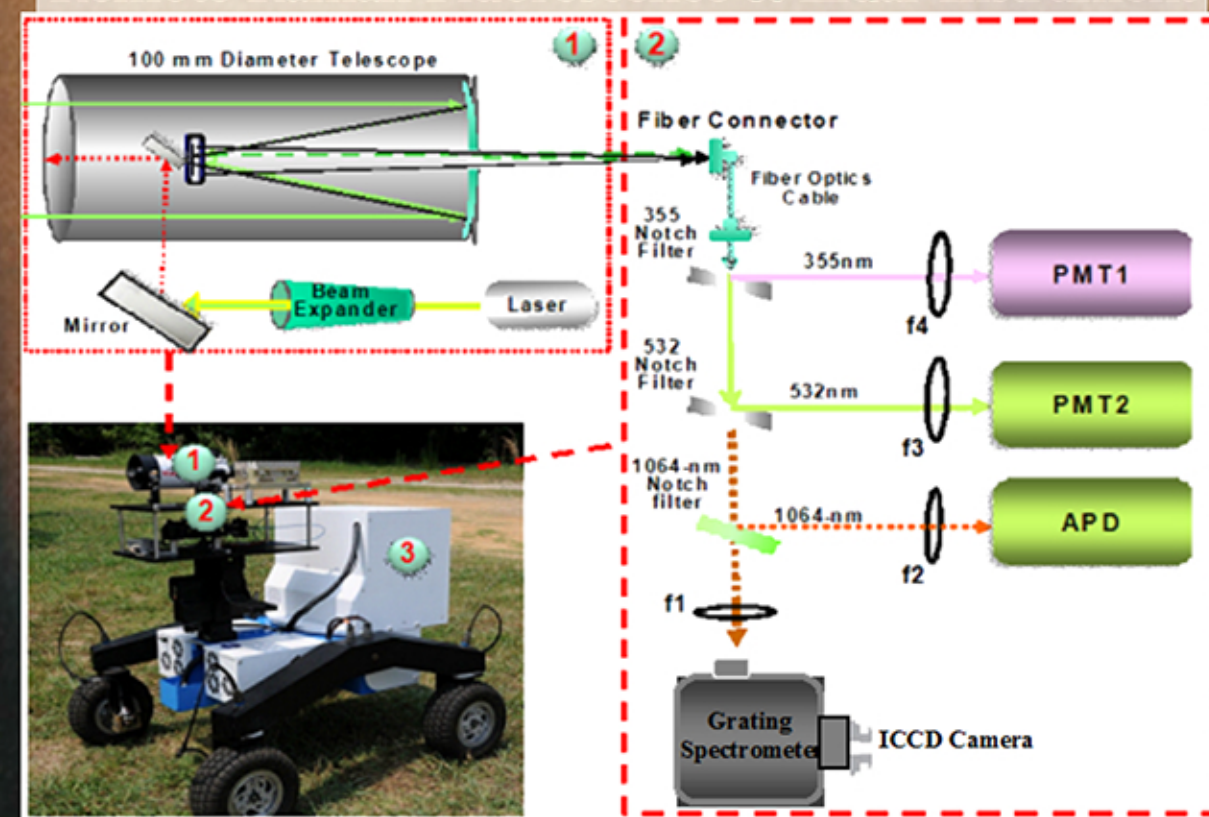 1
2
100 mm Diameter Telescope
Fiber Connector
Fiber Optics
Cable
355
Notch
Filter
355nm
PMT1
f4
Beam
Expander
Laser
Mirror
532
Notch
Filter
532nm
PMT2
f3
1064-nm
Notch
filter
1064-nm
APD
f2
f1
Grating
Spectrometer
ICCD Camera
1
2
3